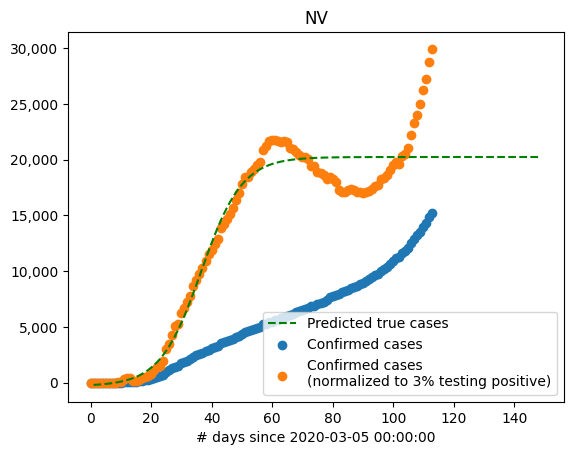 NV
30,000
25,000
20,000
15,000
10,000
5,000
0
Predicted true cases
Confirmed cases
Confirmed cases
(normalized to 3% testing positive)
0 20 40 60 80 100 120 140
# days since 2020-03-05 00:00:00